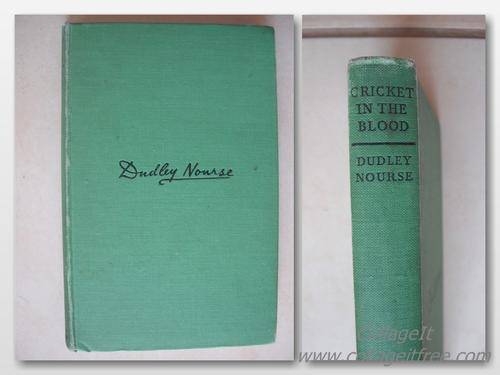 Dudley Nourse
CRICKET
IN THE
BLOOD
DUDLEY
NOURSE
CollageIt
www.collageitfree.com